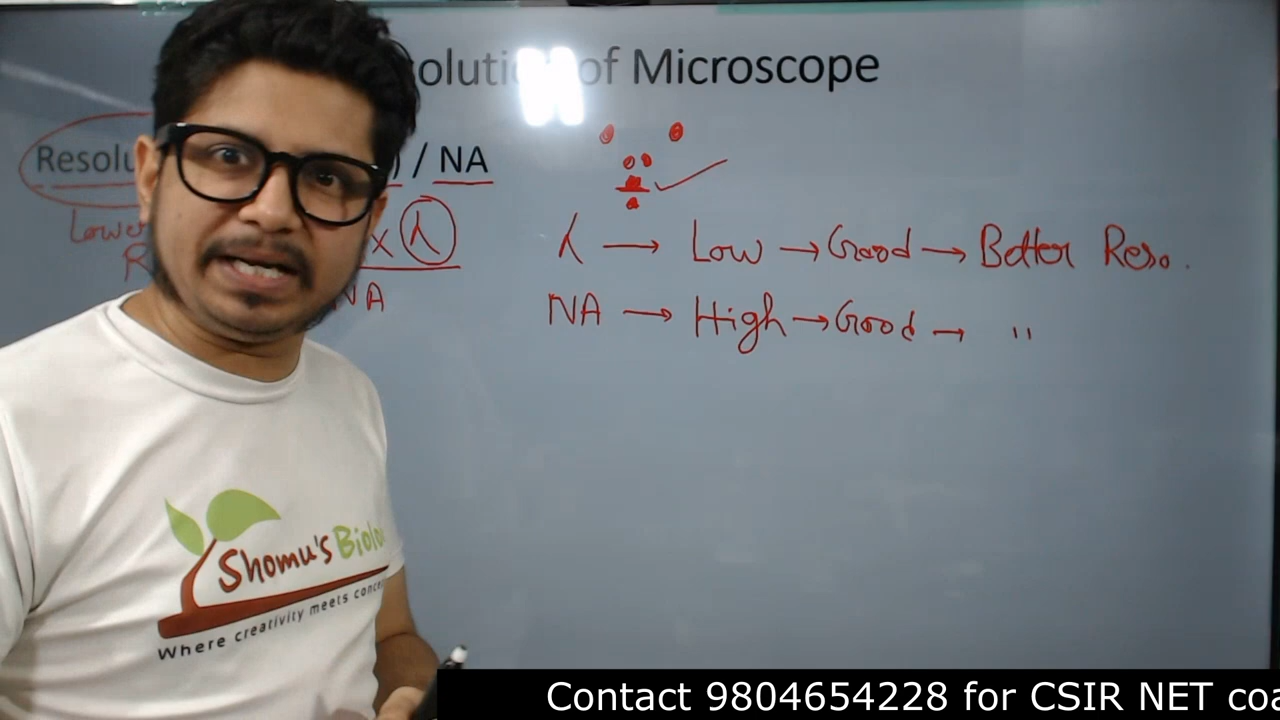 solution of Microscope
Resolu / NA
Lower x λ
R NA
λ → Low → Good → Better Reso.
NA → High → Good → "
Shomu's Biolo
Where creativity meets conce
Contact 9804654228 for CSIR NET coa